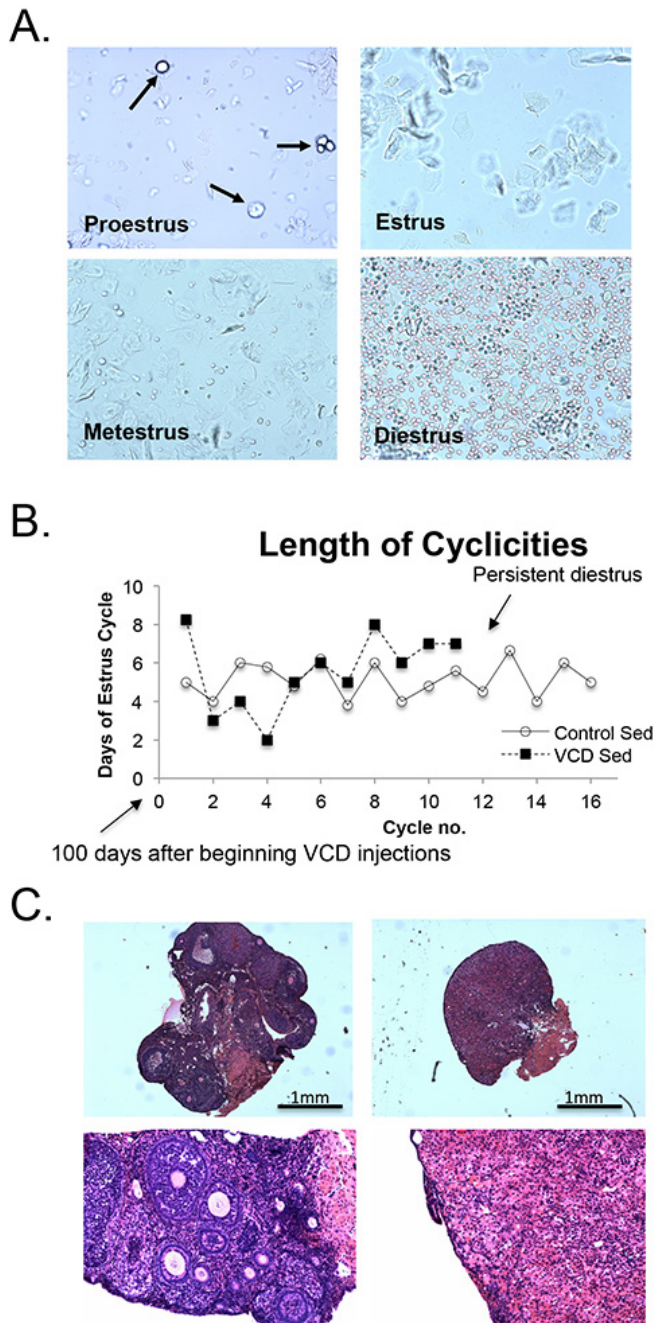 A.
Proestrus
Estrus
Metestrus
Diestrus
B.
Length of Cyclicities
Persistent diestrus
Days of Estrus Cycle
10
8
6
4
2
0
Control Sed
VCD Sed
0 2 4 6 8 10 12 14 16
Cycle no.
100 days after beginning VCD injections
C.
1mm
1mm